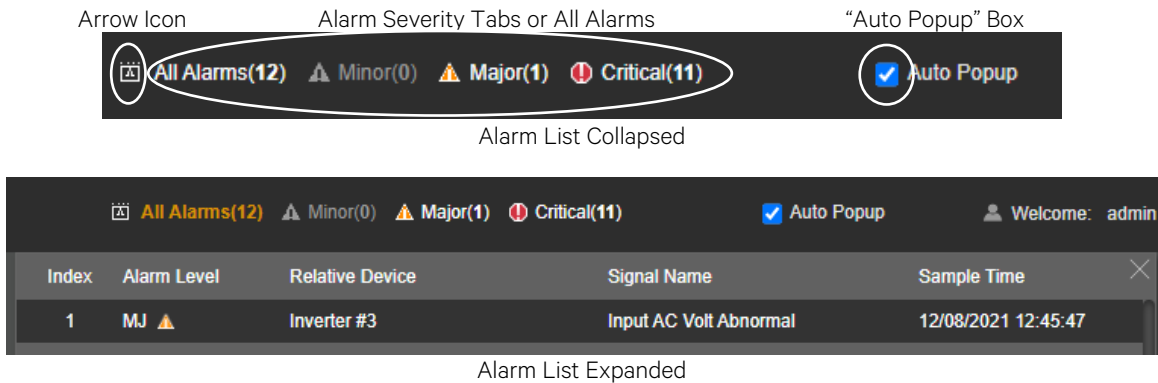 Arrow Icon Alarm Severity Tabs or All Alarms “Auto Popup” Box
All Alarms(12) Minor(0) Major(1) Critical(11) Auto Popup
Alarm List Collapsed
All Alarms(12) Minor(0) Major(1) Critical(11) Auto Popup Welcome: admin
Index Alarm Level Relative Device Signal Name Sample Time
1 MJ Inverter #3 Input AC Volt Abnormal 12/08/2021 12:45:47
Alarm List Expanded